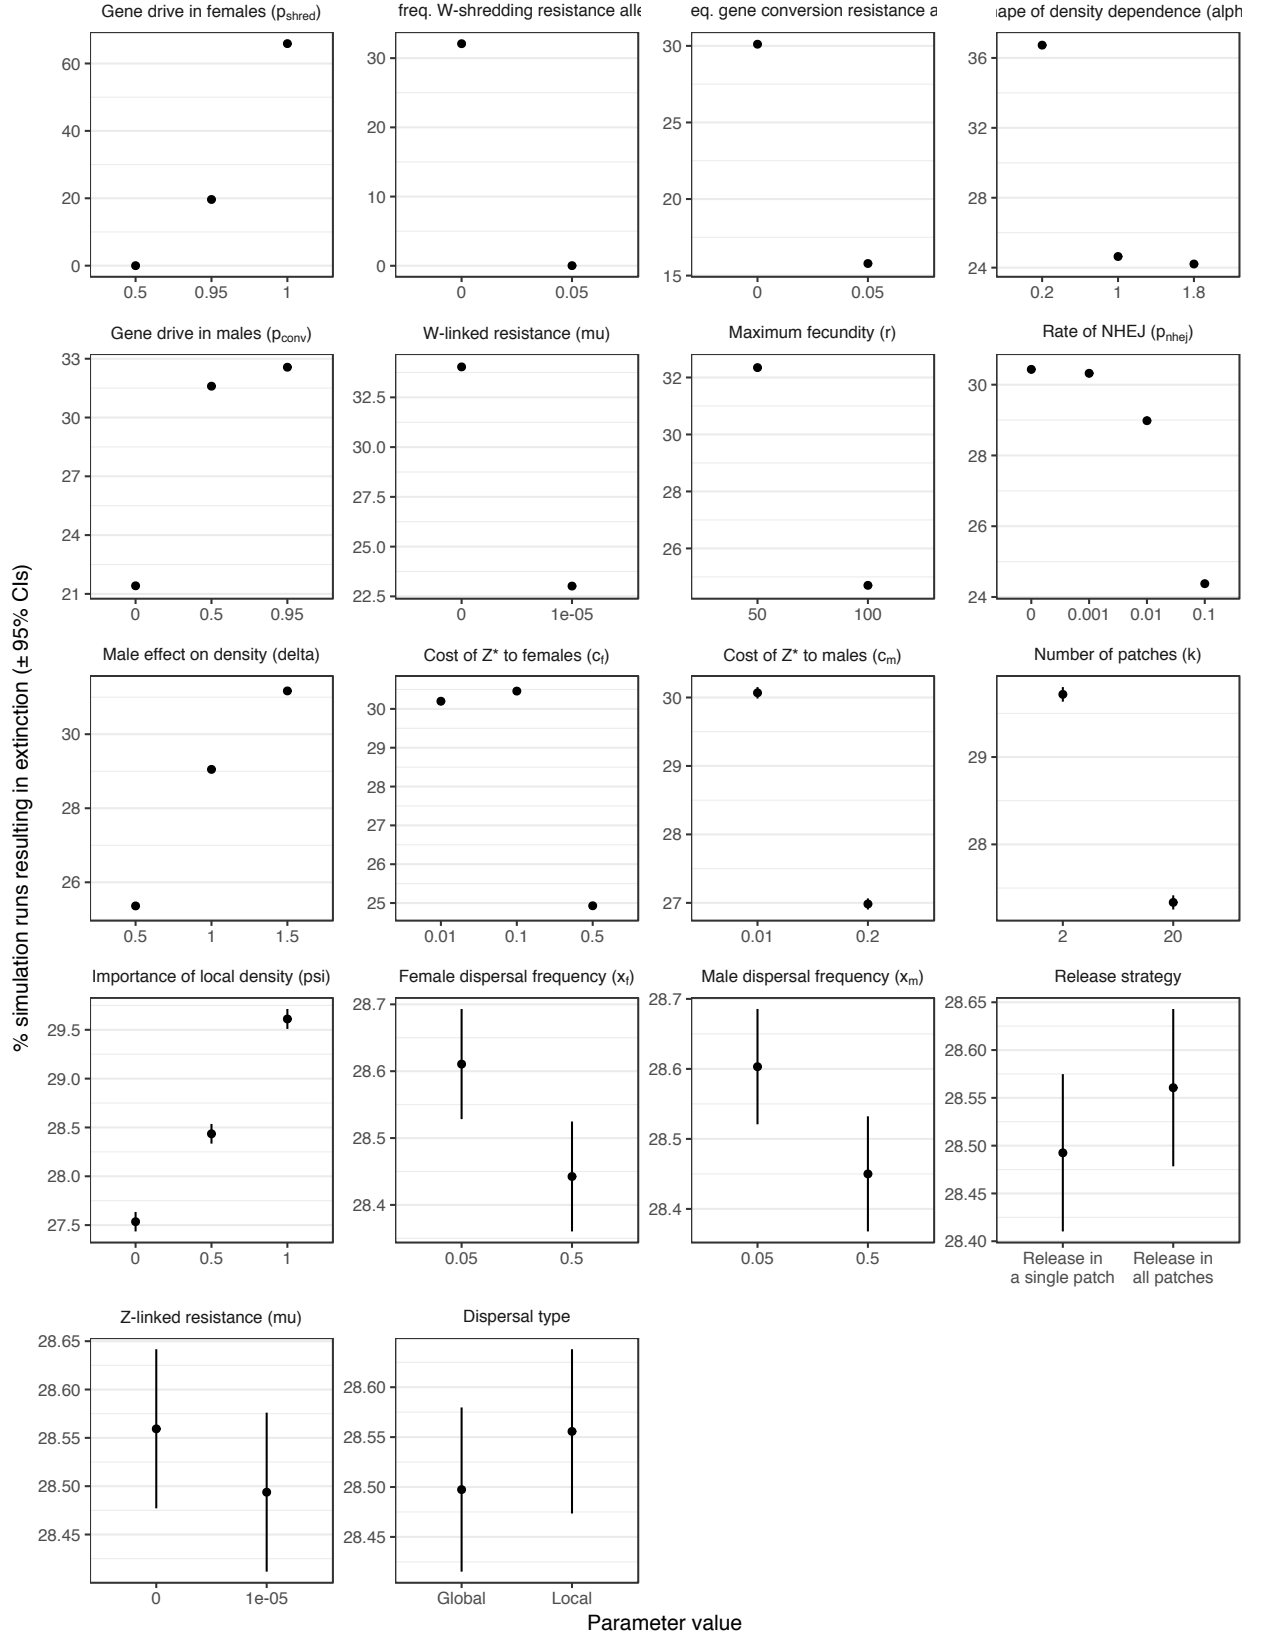 Gene drive in females (pshred)
freq. W-shredding resistance alle
eq. gene conversion resistance a
ape of density dependence (alph
60
40
20
0
0.5 0.95 1
30
20
10
0
0 0.05
30
25
20
15
0 0.05
36
32
28
24
0.2 1 1.8
Gene drive in males (pconv)
W-linked resistance (mu)
Maximum fecundity (r)
Rate of NHEJ (pnhej)
33
30
27
24
21
0 0.5 0.95
32.5
30.0
27.5
25.0
22.5
0 1e-05
32
30
28
26
50 100
30
28
26
24
0 0.001 0.01 0.1
Male effect on density (delta)
Cost of Z* to females (cf)
Cost of Z* to males (cm)
Number of patches (k)
30
28
26
0.5 1 1.5
30
29
28
27
26
25
0.01 0.1 0.5
30
29
28
27
0.01 0.2
29
28
2 20
Importance of local density (psi)
Female dispersal frequency (xf)
Male dispersal frequency (xm)
Release strategy
29.5
29.0
28.5
28.0
27.5
0 0.5 1
28.7
28.6
28.5
28.4
0.05 0.5
28.7
28.6
28.5
28.4
0.05 0.5
28.65
28.60
28.55
28.50
28.45
28.40
Release in
a single patch
Release in
all patches
Z-linked resistance (mu)
Dispersal type
28.65
28.60
28.55
28.50
28.45
0 1e-05
28.60
28.55
28.50
28.45
Global Local
% simulation runs resulting in extinction (± 95% CIs)
Parameter value